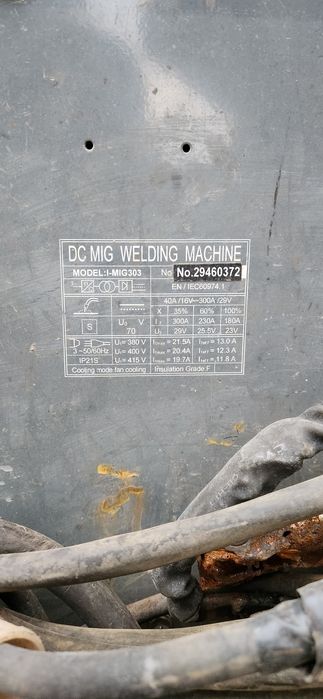 DC MIG WELDING MACHINE
MODEL:I-MIG303 No No.29460372
EN / IEC60974.1
40A /16V~300A /29V
X 35% 60% 100%
S U₀ V I₂ 300A 230A 180A
70 U₂ 29V 25.5V 23V
3 ~50/60Hz U₁= 380 V I₁max= 21.5A I₁eff= 13.0 A
U₁= 400 V I₁max= 20.4A I₁eff= 12.3 A
IP21S U₁= 415 V I₁max= 19.7A I₁eff= 11.8 A
Cooling mode:fan cooling Insulation Grade F